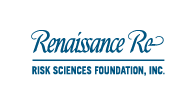 Renaissance Re
RISK SCIENCES FOUNDATION, INC.